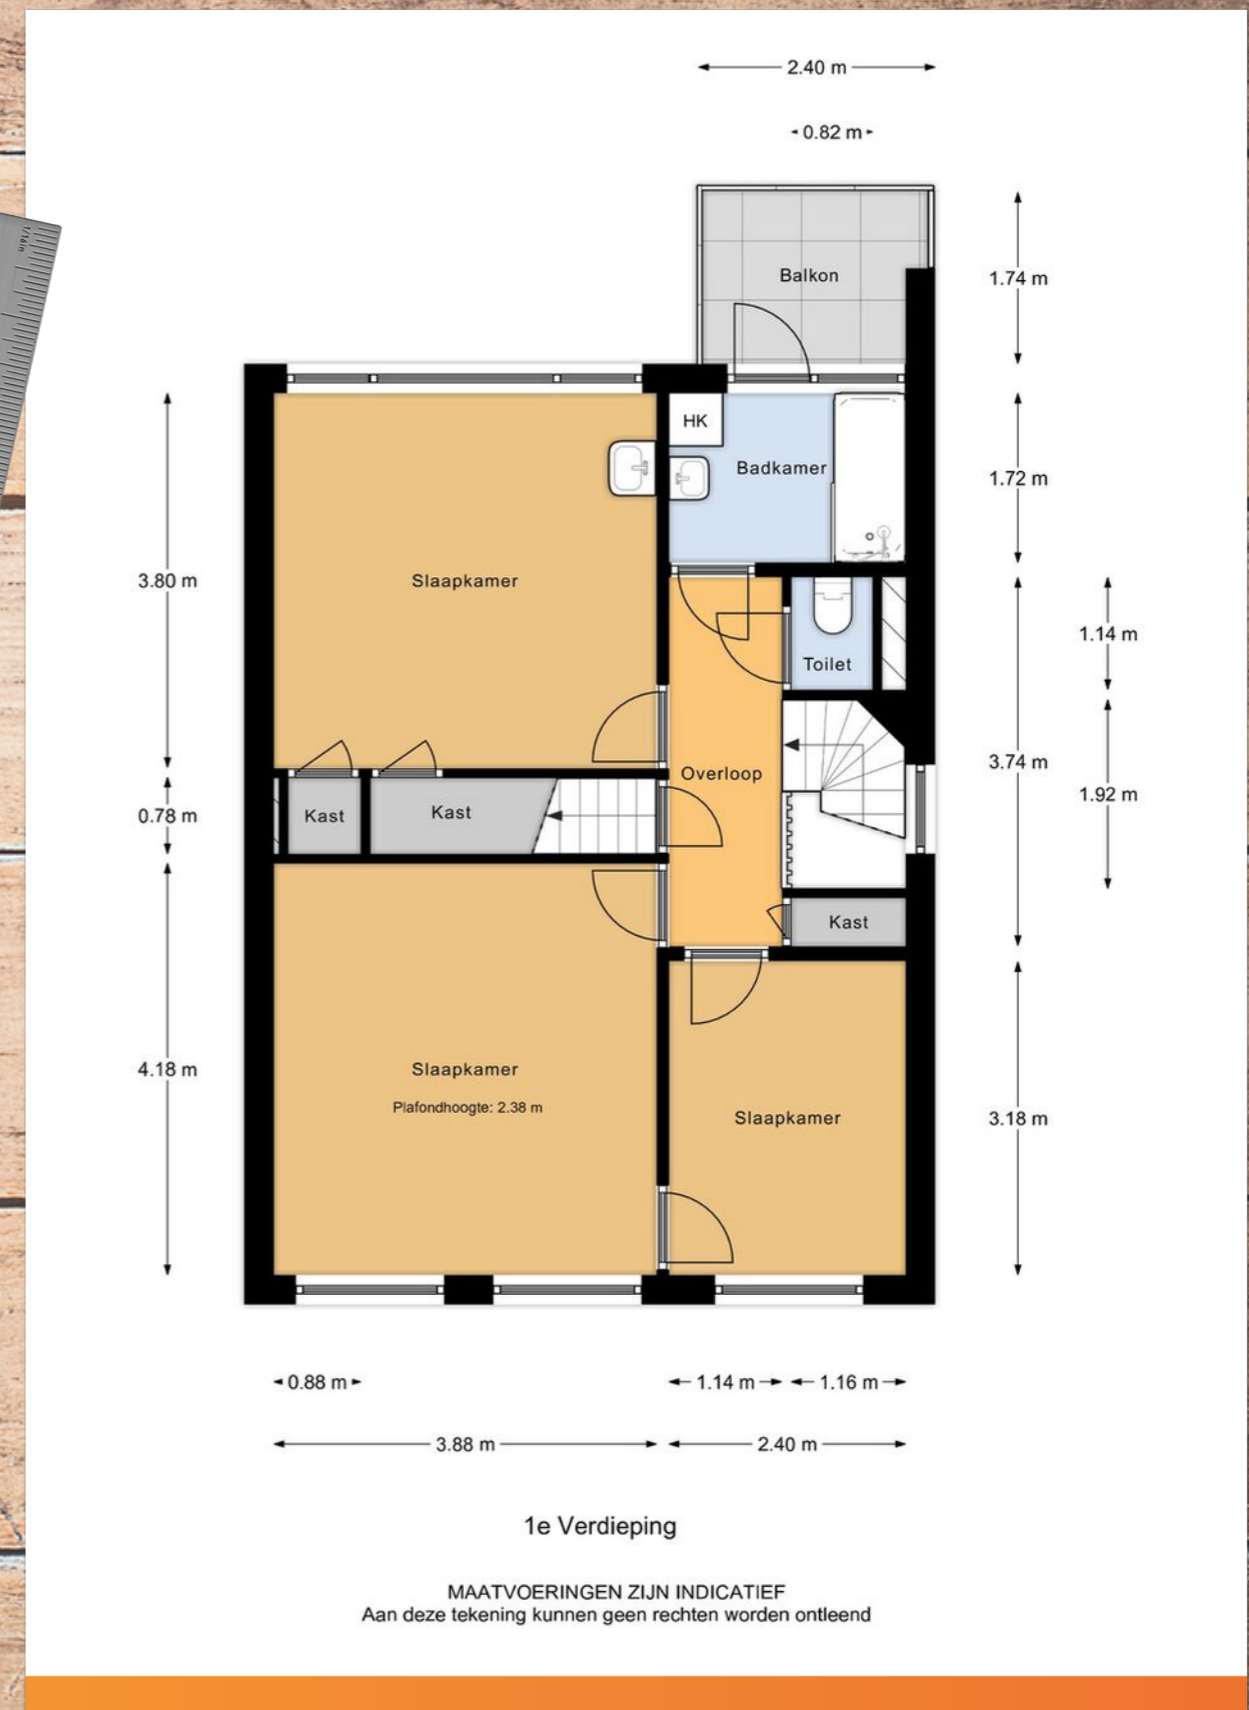 2.40 m
0.82 m
1/16in
Balkon
1.74 m
HK
Badkamer
1.72 m
3.80 m
Slaapkamer
1.14 m
Toilet
3.74 m
Overloop
1.92 m
0.78 m
Kast
Kast
Kast
4.18 m
Slaapkamer
Plafondhoogte: 2.38 m
Slaapkamer
3.18 m
0.88 m
1.14 m
1.16 m
3.88 m
2.40 m
1e Verdieping
MAATVOERINGEN ZIJN INDICATIEF
Aan deze tekening kunnen geen rechten worden ontleend